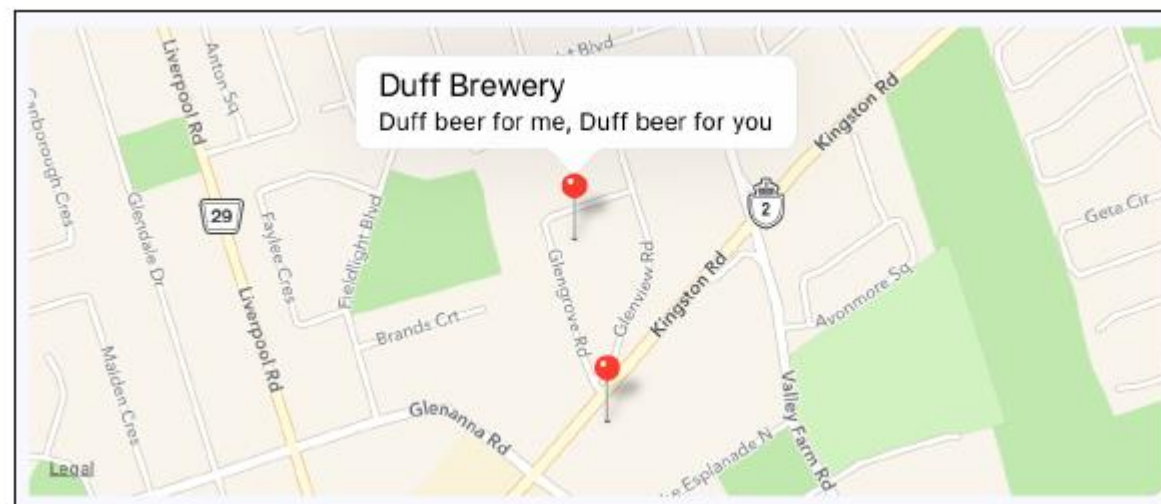 Duff Brewery
Duff beer for me, Duff beer for you
Liverpool Rd
Anton Sq
Blvd
Kingston Rd
Glendale Dr
29
2
Geta Cir
Faylee Cres
Fieldlight Blvd
Glengrove Rd
Glenview Rd
Kingston Rd
Avonmore Sq
Liverpool Rd
Brands Crt
Maiden Cres
Glenanna Rd
Valley Farm Rd
Esplanade N
Legal